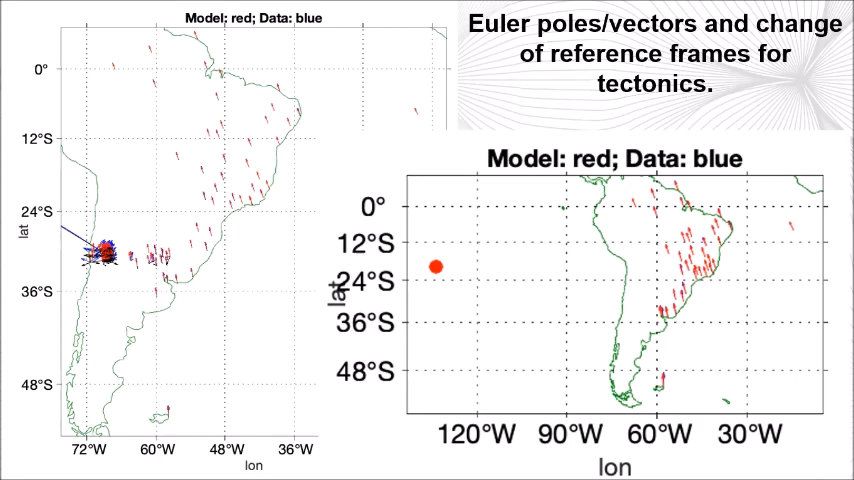 Model: red; Data: blue
Euler poles/vectors and change
of reference frames for
tectonics.
0°
12°S
24°S
36°S
48°S
lat
72°W 60°W 48°W 36°W
lon
Model: red; Data: blue
0°
12°S
24°S
36°S
48°S
lat
120°W 90°W 60°W 30°W
lon